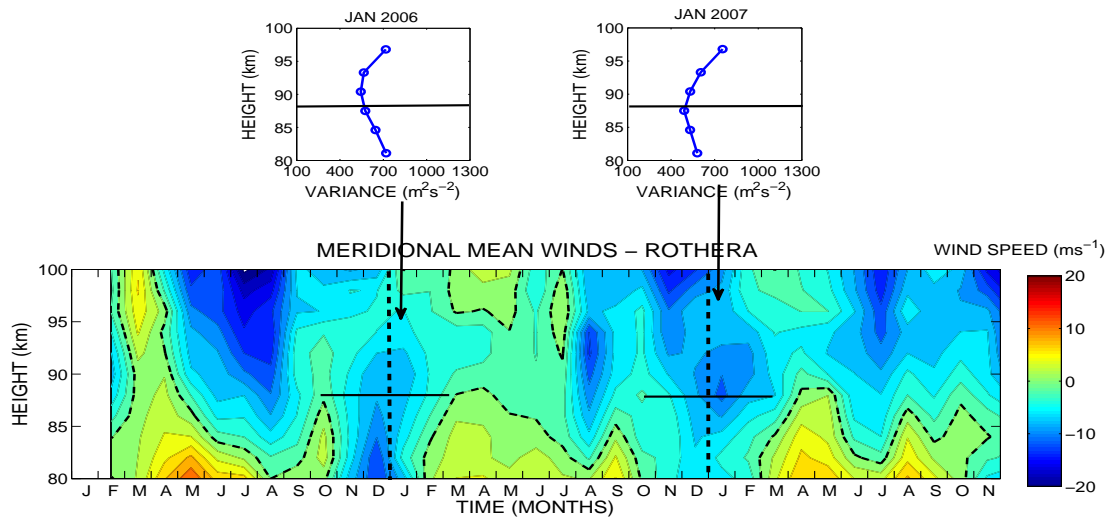 JAN 2006
JAN 2007
100
95
90
85
80
HEIGHT (km)
100 400 700 1000 1300
VARIANCE (m²s⁻²)
100
95
90
85
80
HEIGHT (km)
100 400 700 1000 1300
VARIANCE (m²s⁻²)
MERIDIONAL MEAN WINDS – ROTHERA
WIND SPEED (ms⁻¹)
100
95
90
85
80
HEIGHT (km)
J F M A M J J A S O N D J F M A M J J A S O N D J F M A M J J A S O N
TIME (MONTHS)
20
10
0
−10
−20